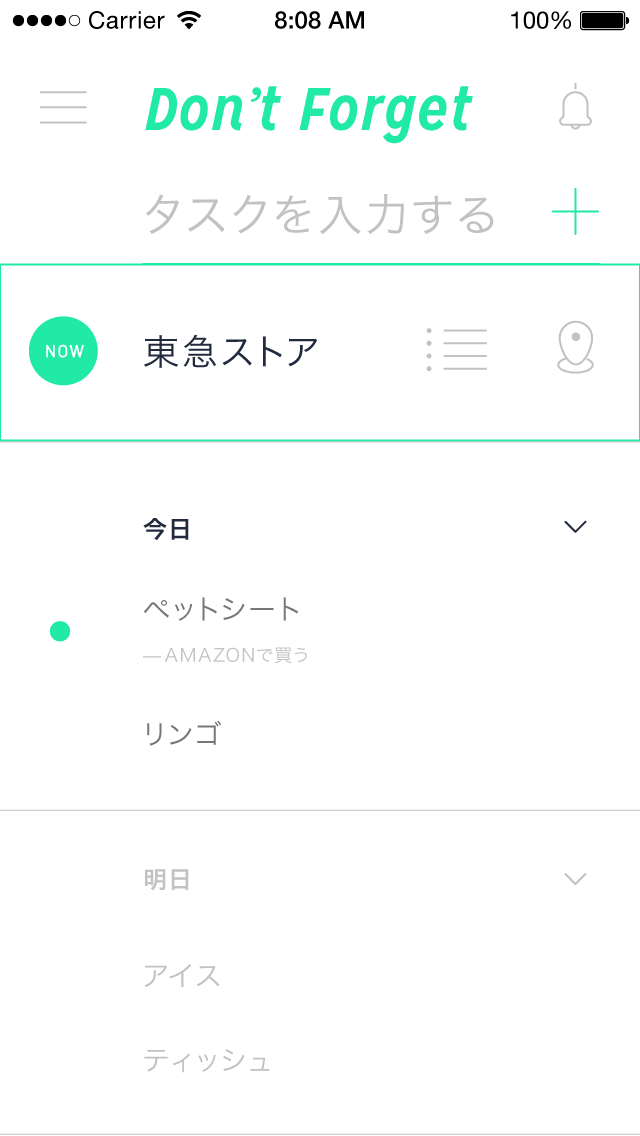 Carrier 8:08 AM 100%
Don't Forget
タスクを入力する
NOW 東急ストア
今日
ペットシート
—AMAZONで買う
リンゴ
明日
アイス
ティッシュ